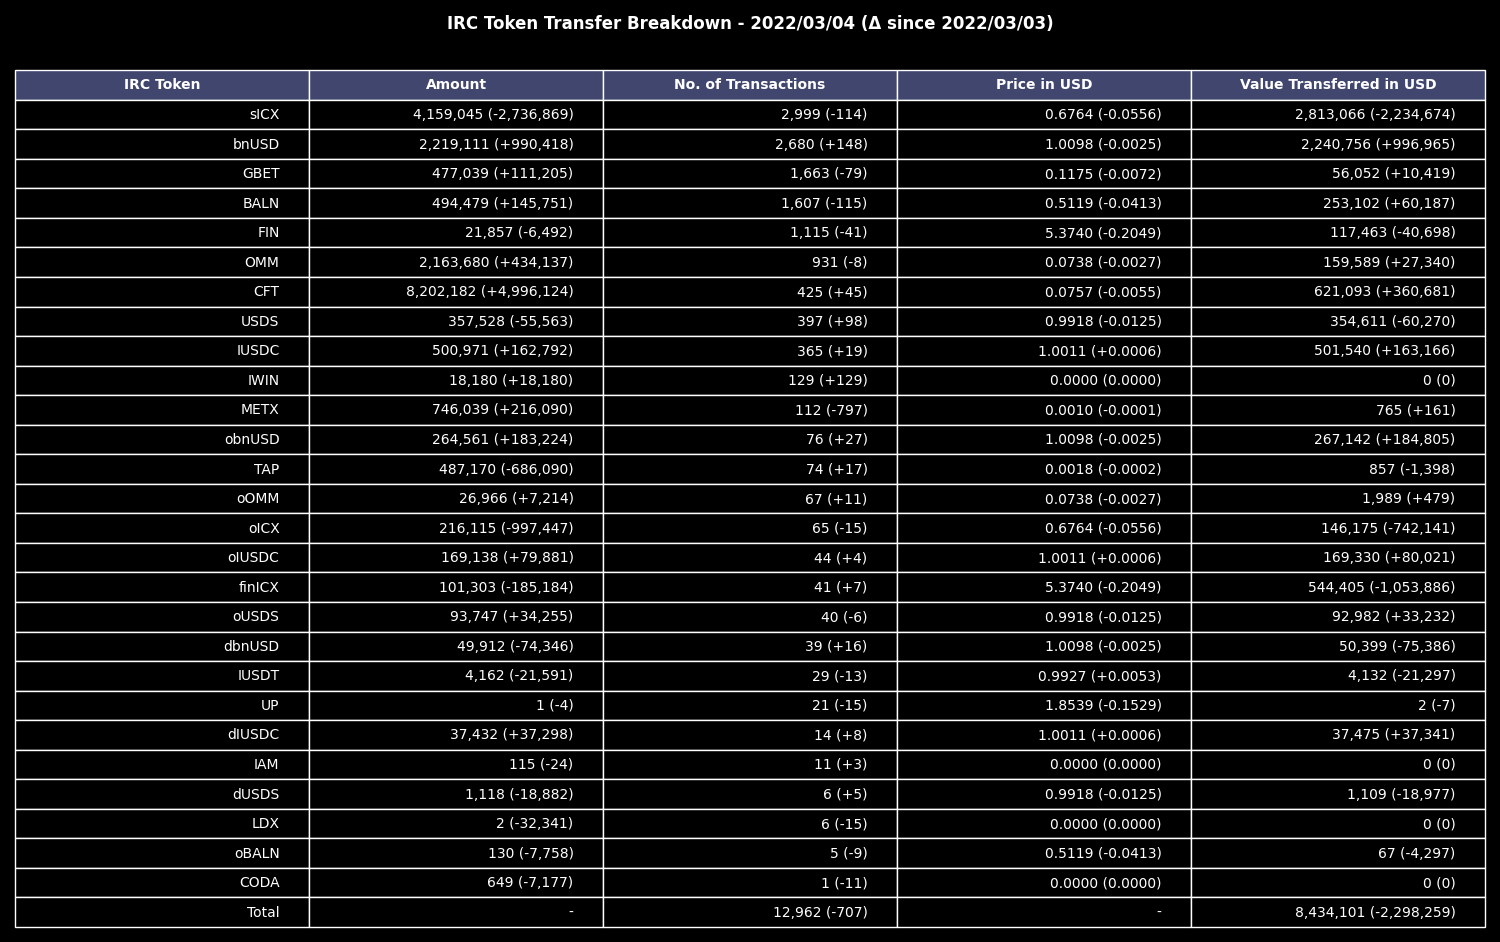 IRC Token Transfer Breakdown - 2022/03/04 (Δ since 2022/03/03)
IRC Token Amount No. of Transactions Price in USD Value Transferred in USD
sICX 4,159,045 (-2,736,869) 2,999 (-114) 0.6764 (-0.0556) 2,813,066 (-2,234,674)
bnUSD 2,219,111 (+990,418) 2,680 (+148) 1.0098 (-0.0025) 2,240,756 (+996,965)
GBET 477,039 (+111,205) 1,663 (-79) 0.1175 (-0.0072) 56,052 (+10,419)
BALN 494,479 (+145,751) 1,607 (-115) 0.5119 (-0.0413) 253,102 (+60,187)
FIN 21,857 (-6,492) 1,115 (-41) 5.3740 (-0.2049) 117,463 (-40,698)
OMM 2,163,680 (+434,137) 931 (-8) 0.0738 (-0.0027) 159,589 (+27,340)
CFT 8,202,182 (+4,996,124) 425 (+45) 0.0757 (-0.0055) 621,093 (+360,681)
USDS 357,528 (-55,563) 397 (+98) 0.9918 (-0.0125) 354,611 (-60,270)
IUSDC 500,971 (+162,792) 365 (+19) 1.0011 (+0.0006) 501,540 (+163,166)
IWIN 18,180 (+18,180) 129 (+129) 0.0000 (0.0000) 0 (0)
METX 746,039 (+216,090) 112 (-797) 0.0010 (-0.0001) 765 (+161)
obnUSD 264,561 (+183,224) 76 (+27) 1.0098 (-0.0025) 267,142 (+184,805)
TAP 487,170 (-686,090) 74 (+17) 0.0018 (-0.0002) 857 (-1,398)
oOMM 26,966 (+7,214) 67 (+11) 0.0738 (-0.0027) 1,989 (+479)
oICX 216,115 (-997,447) 65 (-15) 0.6764 (-0.0556) 146,175 (-742,141)
oIUSDC 169,138 (+79,881) 44 (+4) 1.0011 (+0.0006) 169,330 (+80,021)
finICX 101,303 (-185,184) 41 (+7) 5.3740 (-0.2049) 544,405 (-1,053,886)
oUSDS 93,747 (+34,255) 40 (-6) 0.9918 (-0.0125) 92,982 (+33,232)
dbnUSD 49,912 (-74,346) 39 (+16) 1.0098 (-0.0025) 50,399 (-75,386)
IUSDT 4,162 (-21,591) 29 (-13) 0.9927 (+0.0053) 4,132 (-21,297)
UP 1 (-4) 21 (-15) 1.8539 (-0.1529) 2 (-7)
dIUSDC 37,432 (+37,298) 14 (+8) 1.0011 (+0.0006) 37,475 (+37,341)
IAM 115 (-24) 11 (+3) 0.0000 (0.0000) 0 (0)
dUSDS 1,118 (-18,882) 6 (+5) 0.9918 (-0.0125) 1,109 (-18,977)
LDX 2 (-32,341) 6 (-15) 0.0000 (0.0000) 0 (0)
oBALN 130 (-7,758) 5 (-9) 0.5119 (-0.0413) 67 (-4,297)
CODA 649 (-7,177) 1 (-11) 0.0000 (0.0000) 0 (0)
Total - 12,962 (-707) - 8,434,101 (-2,298,259)